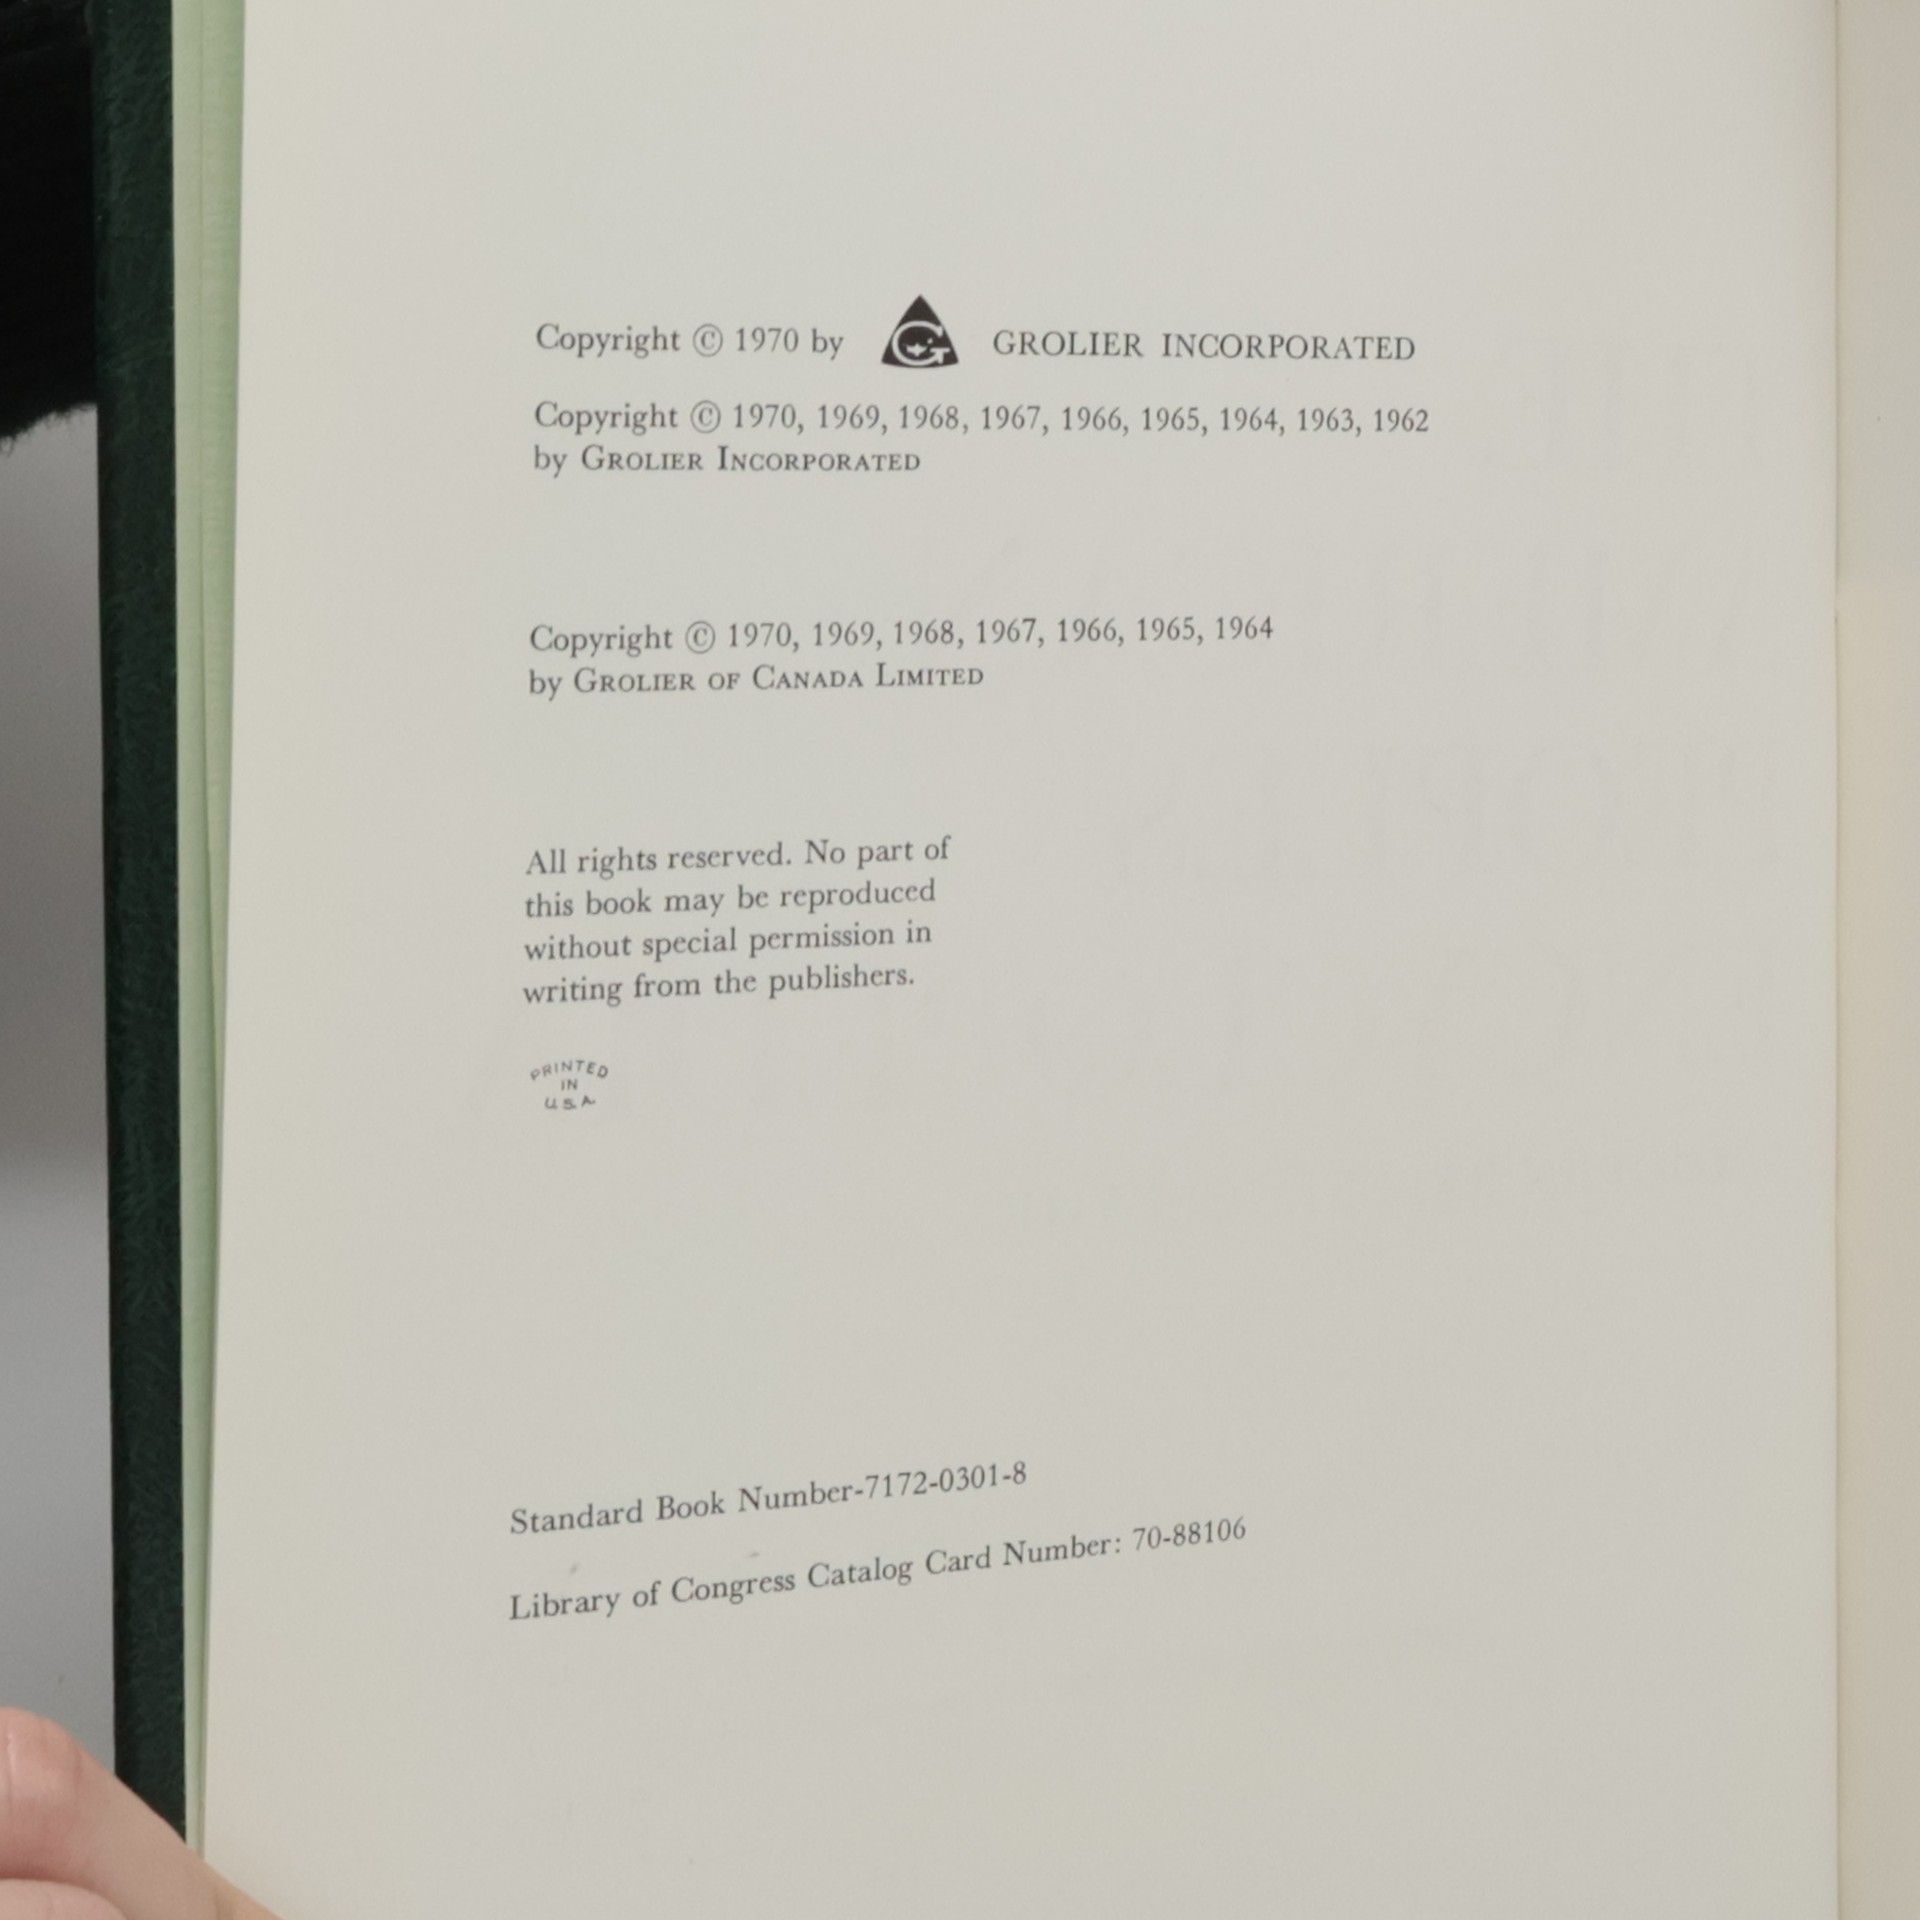 Copyright © 1970 by G GROLIER INCORPORATED
Copyright © 1970, 1969, 1968, 1967, 1966, 1965, 1964, 1963, 1962
by GROLIER INCORPORATED
Copyright © 1970, 1969, 1968, 1967, 1966, 1965, 1964
by GROLIER OF CANADA LIMITED
All rights reserved. No part of
this book may be reproduced
without special permission in
writing from the publishers.
PRINTED
IN
U.S.A.
Standard Book Number-7172-0301-8
Library of Congress Catalog Card Number: 70-88106